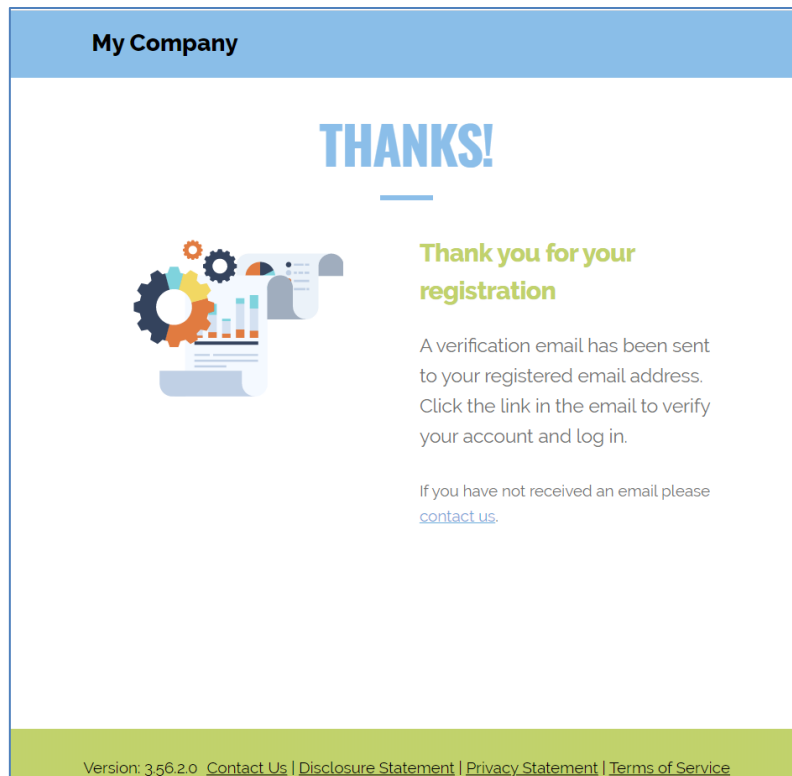 My Company
THANKS!
Thank you for your
registration
A verification email has been sent
to your registered email address.
Click the link in the email to verify
your account and log in.
If you have not received an email please
contact us.
Version: 3.56.2.0 Contact Us | Disclosure Statement | Privacy Statement | Terms of Service